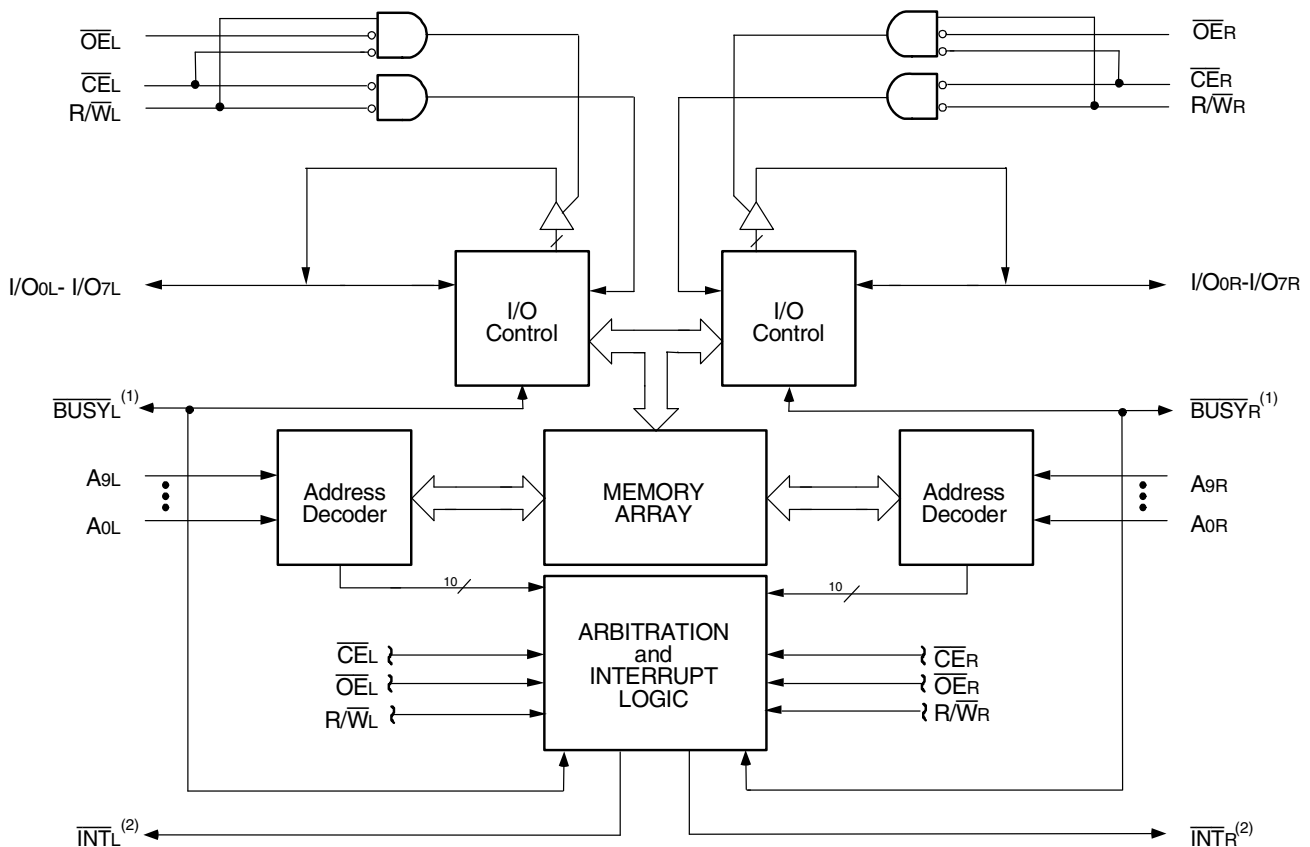 OEL
CEL
R/WL
OER
CER
R/WR
I/O0L- I/O7L
I/O
Control
I/O
Control
I/O0R-I/O7R
BUSYL(1)
BUSYR(1)
A9L
A0L
Address
Decoder
MEMORY
ARRAY
Address
Decoder
A9R
A0R
10
10
ARBITRATION
and
INTERRUPT
LOGIC
CEL
OEL
R/WL
CER
OER
R/WR
INTL(2)
INTR(2)